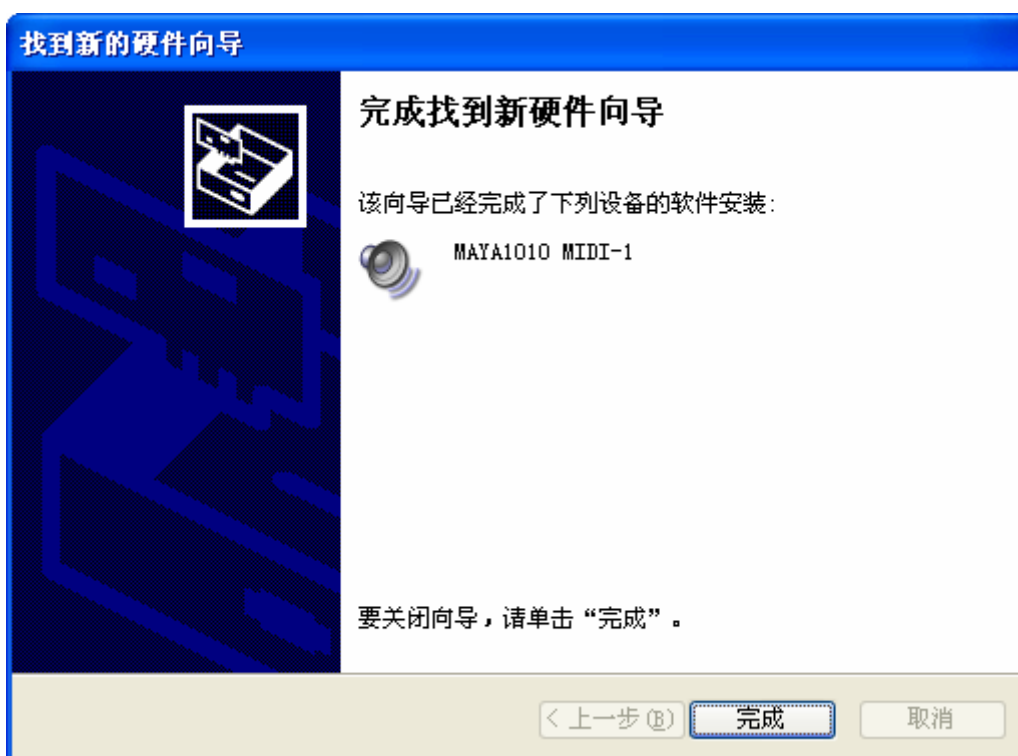 找到新的硬件向导
完成找到新硬件向导
该向导已经完成了下列设备的软件安装:
MAYA1010 MIDI-1
要关闭向导,请单击“完成”。
< 上一步(B)
完成
取消